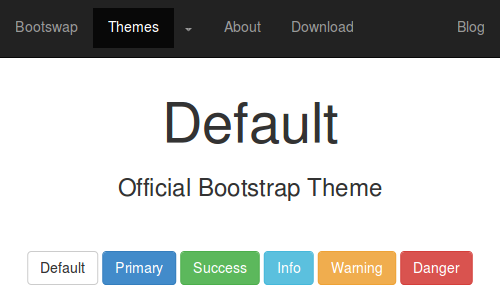 Bootswap Themes About Download Blog
Default
Official Bootstrap Theme
Default Primary Success Info Warning Danger